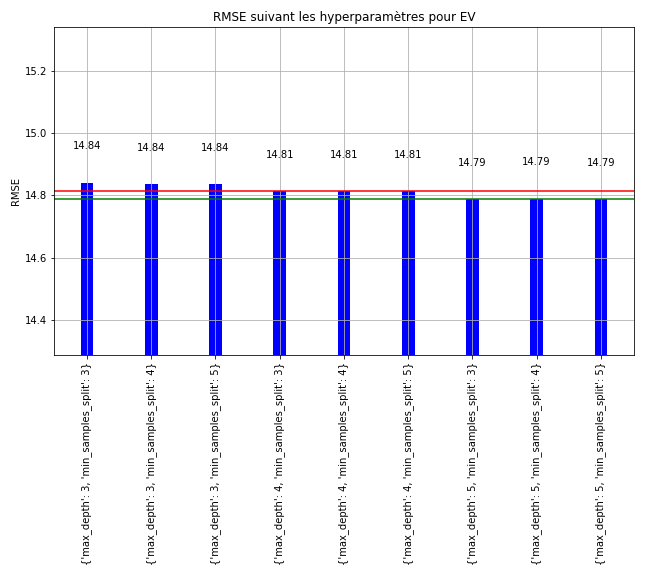 RMSE suivant les hyperparamètres pour EV
RMSE
15.2
15.0
14.8
14.6
14.4
14.84
14.84
14.84
14.81
14.81
14.81
14.79
14.79
14.79
{'max_depth': 3, 'min_samples_split': 3}
{'max_depth': 3, 'min_samples_split': 4}
{'max_depth': 3, 'min_samples_split': 5}
{'max_depth': 4, 'min_samples_split': 3}
{'max_depth': 4, 'min_samples_split': 4}
{'max_depth': 4, 'min_samples_split': 5}
{'max_depth': 5, 'min_samples_split': 3}
{'max_depth': 5, 'min_samples_split': 4}
{'max_depth': 5, 'min_samples_split': 5}